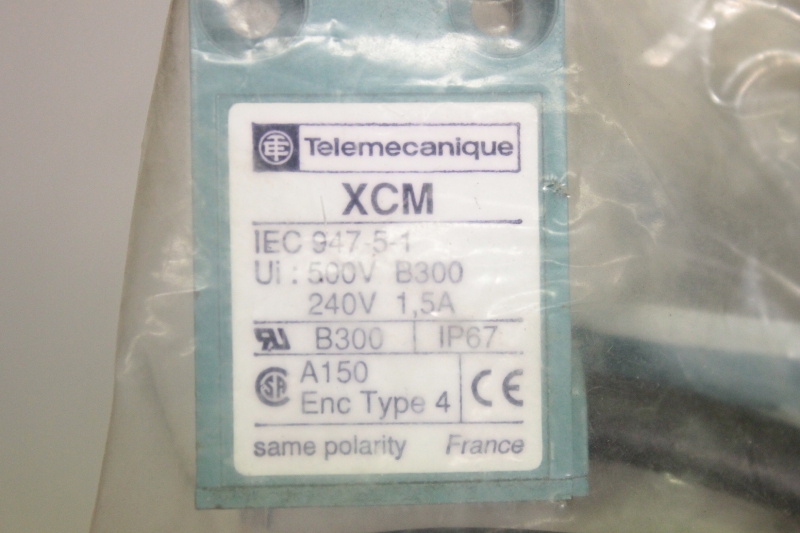 Telemecanique
XCM
IEC 947-5-1
Ui : 500V B300
240V 1,5A
B300 IP67
A150
Enc Type 4
CE
same polarity France